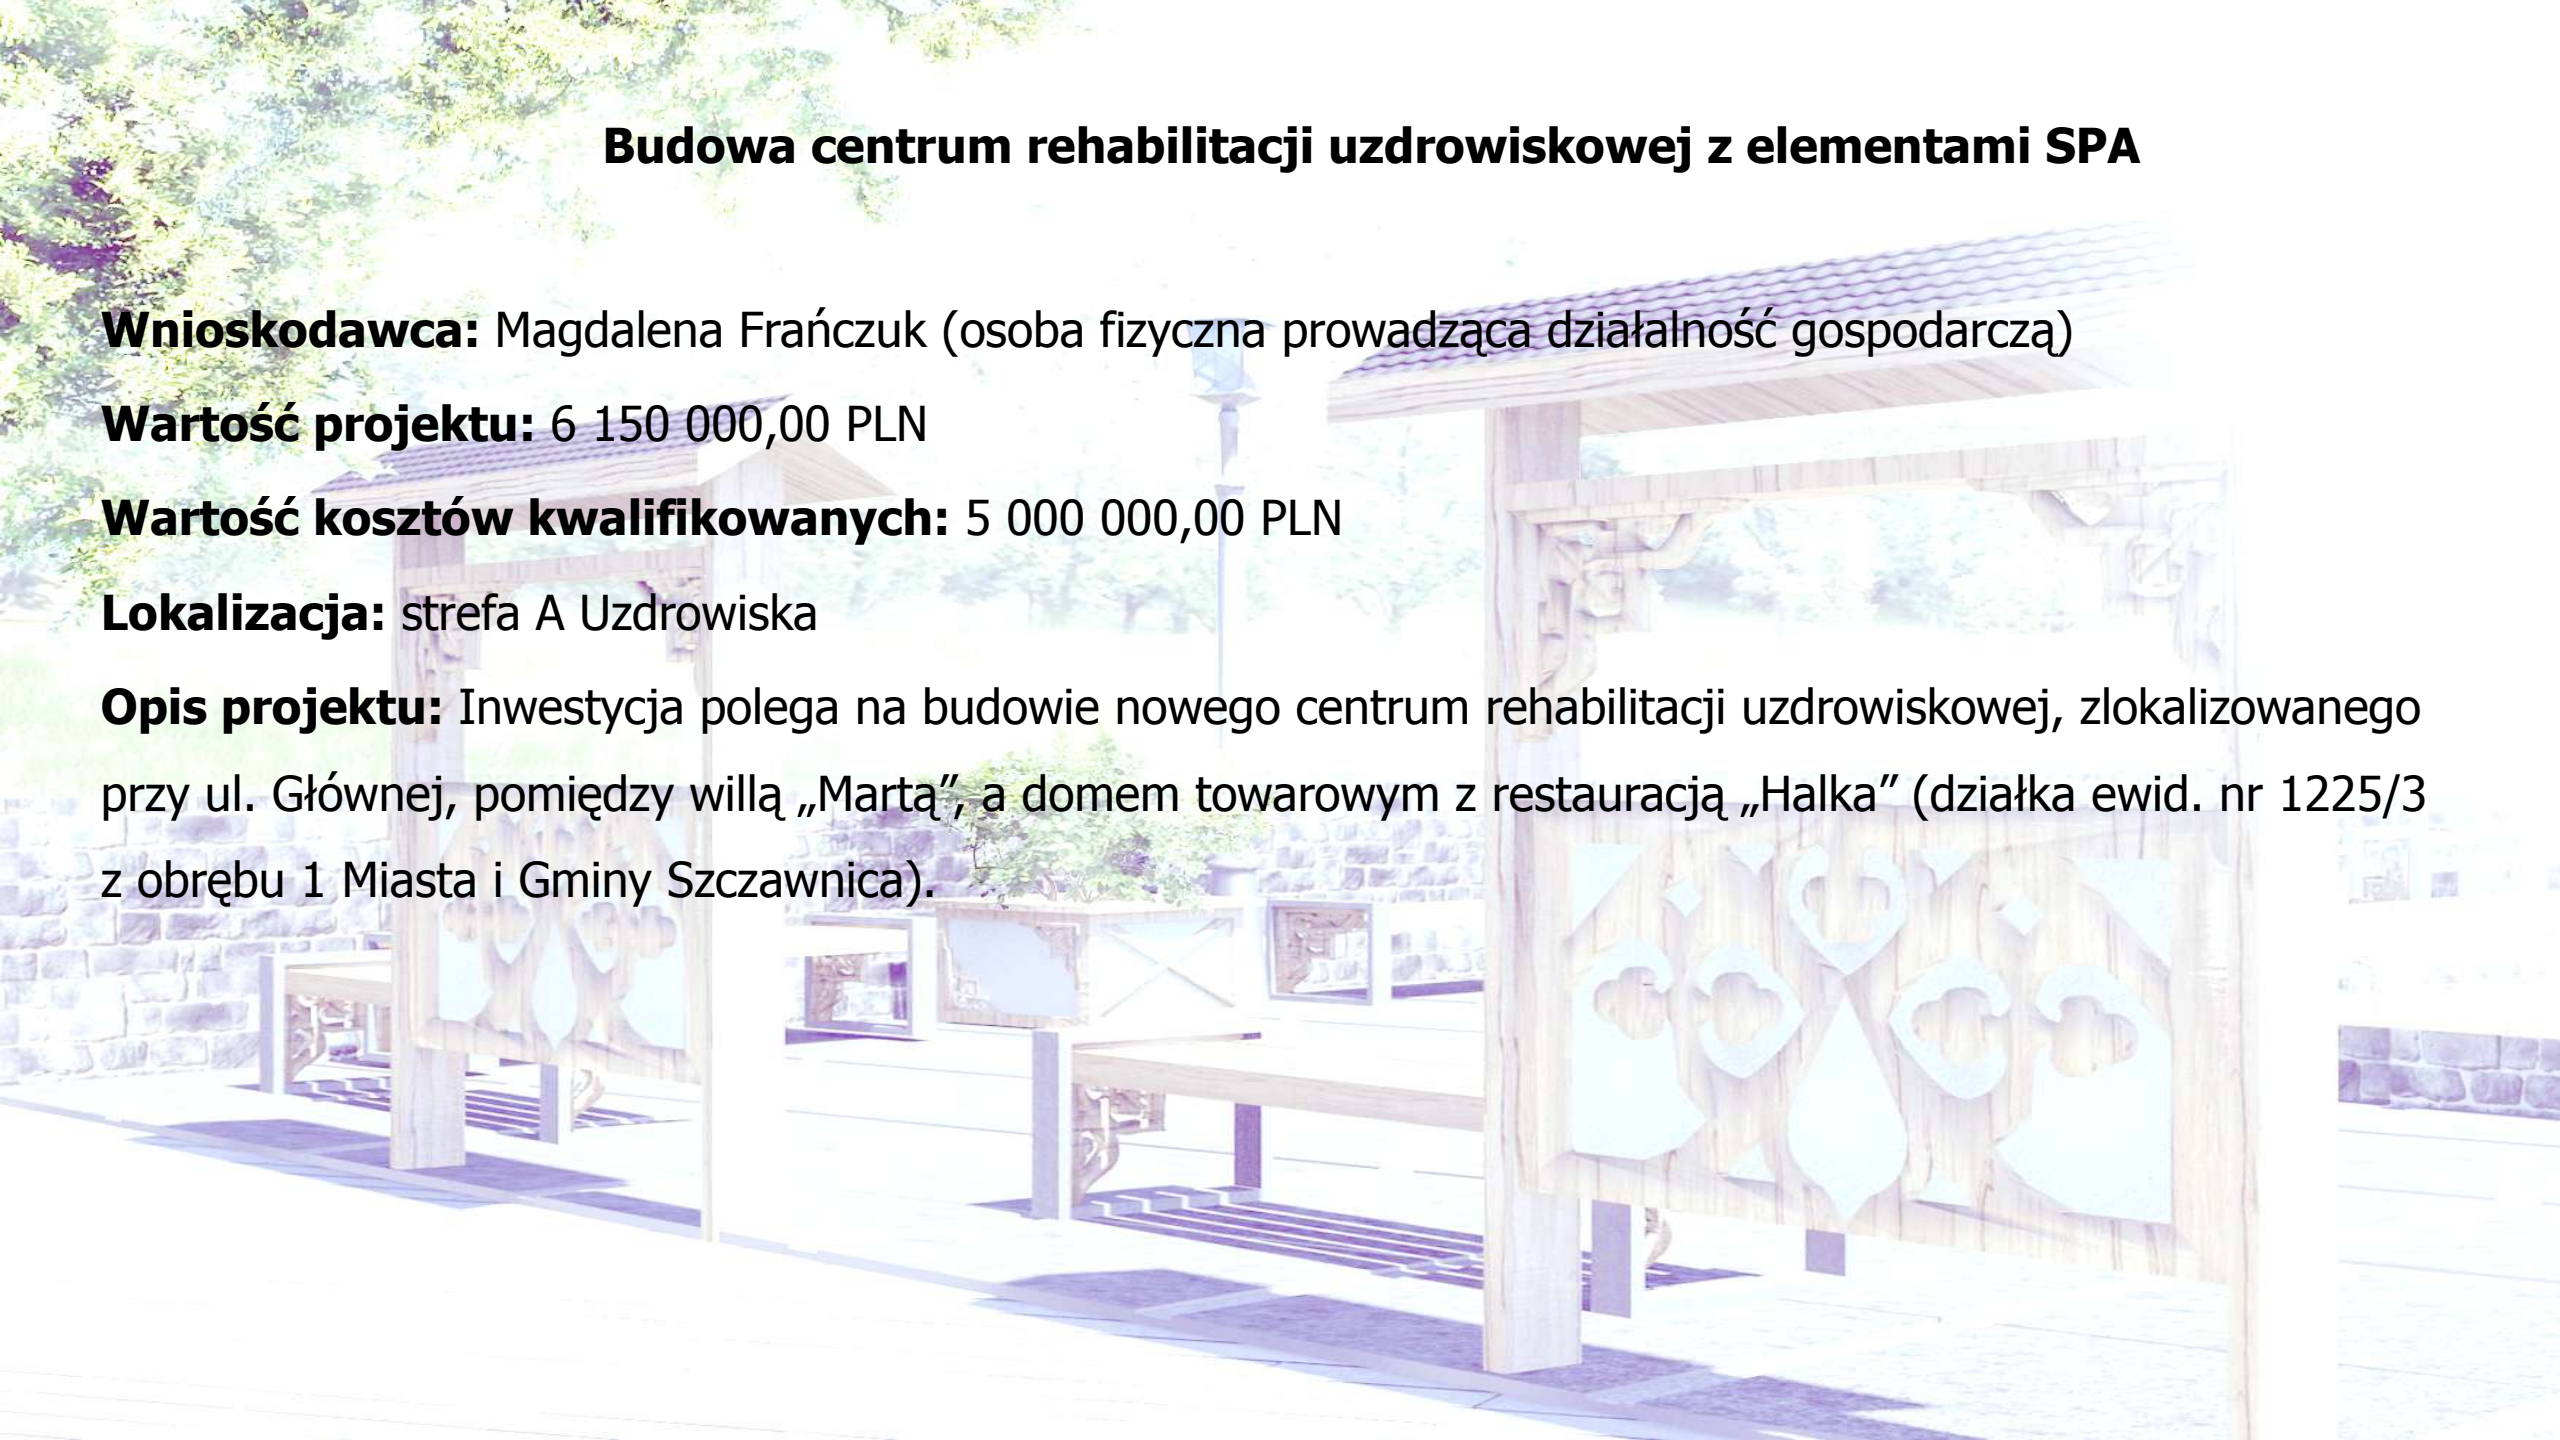 Budowa centrum rehabilitacji uzdrowiskowej z elementami SPA
Wnioskodawca: Magdalena Frańczuk (osoba fizyczna prowadząca działalność gospodarczą)
Wartość projektu: 6 150 000,00 PLN
Wartość kosztów kwalifikowanych: 5 000 000,00 PLN
Lokalizacja: strefa A Uzdrowiska
Opis projektu: Inwestycja polega na budowie nowego centrum rehabilitacji uzdrowiskowej, zlokalizowanego
przy ul. Głównej, pomiędzy willą „Martą”, a domem towarowym z restauracją „Halka” (działka ewid. nr 1225/3
z obrębu 1 Miasta i Gminy Szczawnica).